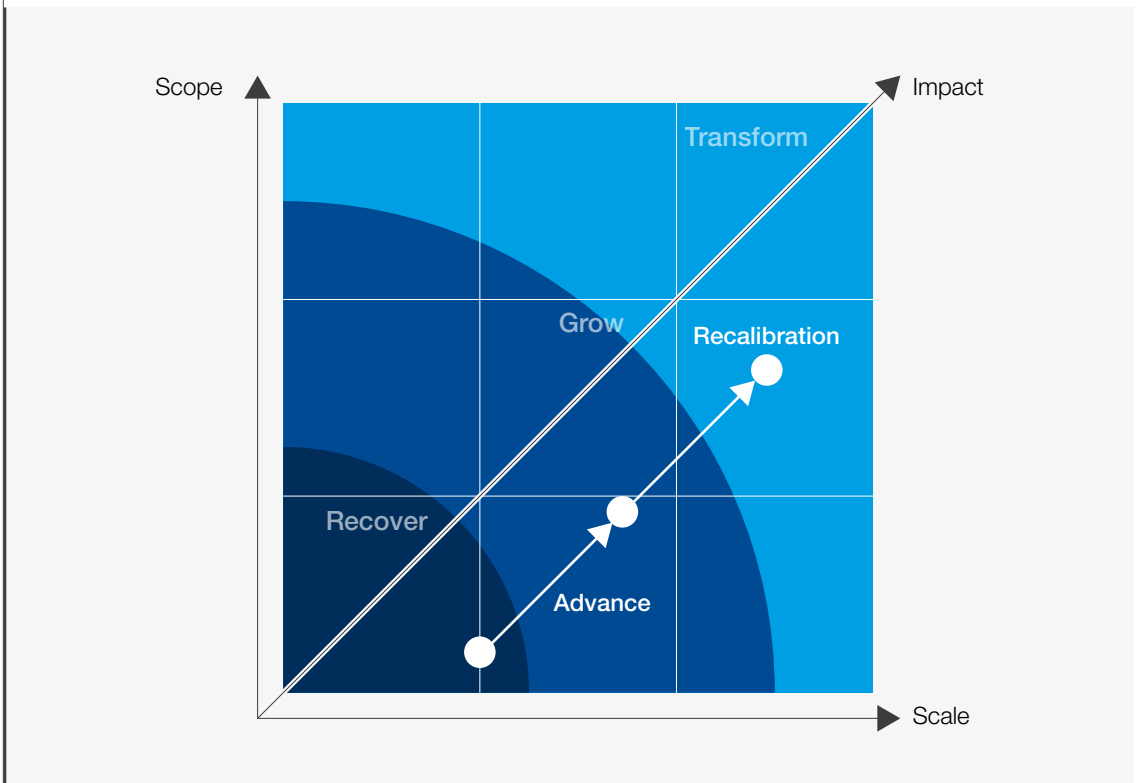 Scope
Impact
Transform
Grow
Recalibration
Recover
Advance
Scale